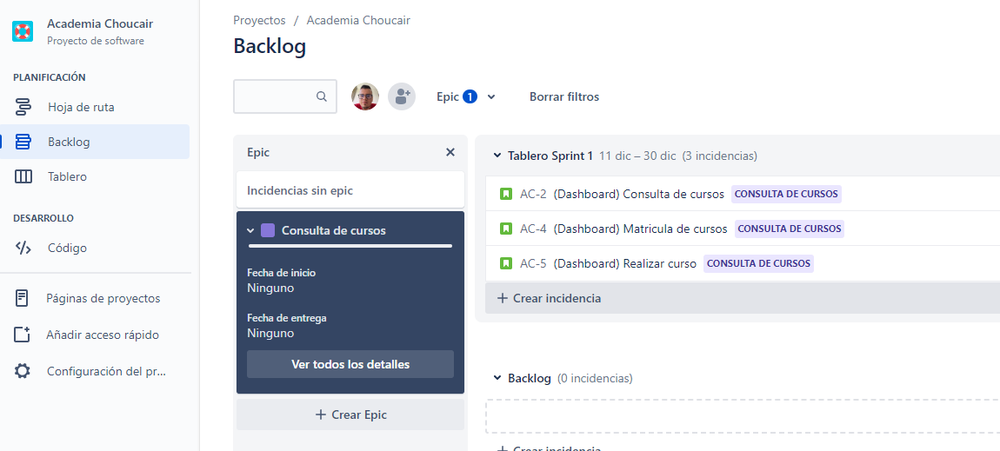 Academia Choucair
Proyecto de software
PLANIFICACIÓN
Hoja de ruta
Backlog
Tablero
DESARROLLO
Código
Páginas de proyectos
Añadir acceso rápido
Configuración del pr...
Proyectos / Academia Choucair
Backlog
Epic 1
Borrar filtros
Epic
Incidencias sin epic
Consulta de cursos
Fecha de inicio
Ninguno
Fecha de entrega
Ninguno
Ver todos los detalles
+ Crear Epic
Tablero Sprint 1 11 dic – 30 dic (3 incidencias)
AC-2 (Dashboard) Consulta de cursos CONSULTA DE CURSOS
AC-4 (Dashboard) Matricula de cursos CONSULTA DE CURSOS
AC-5 (Dashboard) Realizar curso CONSULTA DE CURSOS
+ Crear incidencia
Backlog (0 incidencias)
+ Crear incidencia